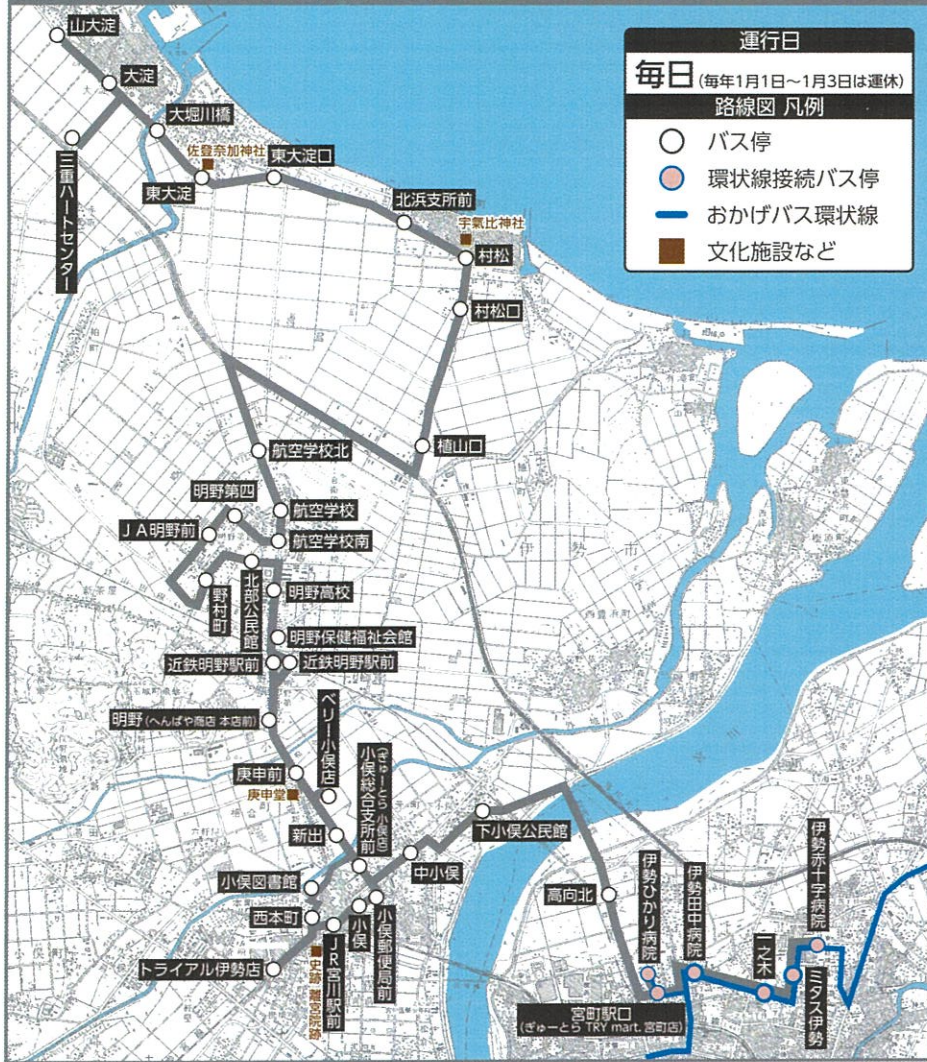 運行日
毎日(毎年1月1日～1月3日は運休)
路線図 凡例
バス停
環状線接続バス停
おかげバス環状線
文化施設など
山大淀
大淀
大堀川橋
三重ハートセンター
佐登奈加神社
東大淀
東大淀口
北浜支所前
宇氣比神社
村松
村松口
植山口
航空学校北
明野第四
航空学校
JA明野前
航空学校南
野村町
北部公民館
明野高校
明野保健福祉会館
近鉄明野駅前
近鉄明野駅前
明野(へんばや商店 本店前)
ベリー小俣店
庚申前
庚申堂
小俣総合支所前
(ぎゅーとら 小俣店)
新出
下小俣公民館
中小俣
小俣図書館
西本町
小俣
小俣郵便局前
JR宮川駅前
史跡 離宮院跡
トライアル伊勢店
高向北
伊勢ひかり病院
伊勢田中病院
伊勢赤十字病院
一之木
ミタス伊勢
宮町駅口
(ぎゅーとら TRY mart. 宮町店)
伊勢市
西豊浜町